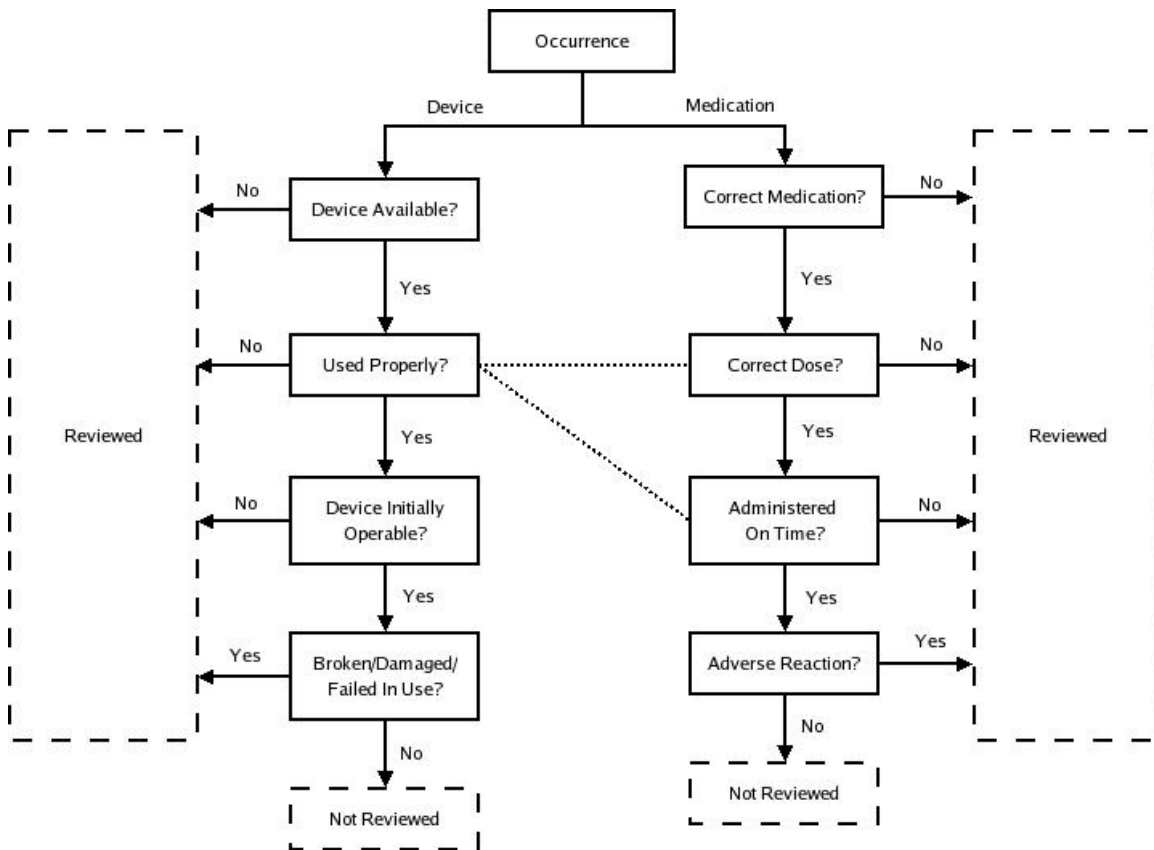 Occurrence
Device
Medication
No
Device Available?
Correct Medication?
No
Yes
Yes
No
Used Properly?
Correct Dose?
No
Reviewed
Yes
Yes
Reviewed
No
Device Initially
Operable?
Administered
On Time?
No
Yes
Yes
Yes
Broken/Damaged/
Failed In Use?
Adverse Reaction?
Yes
No
No
Not Reviewed
Not Reviewed